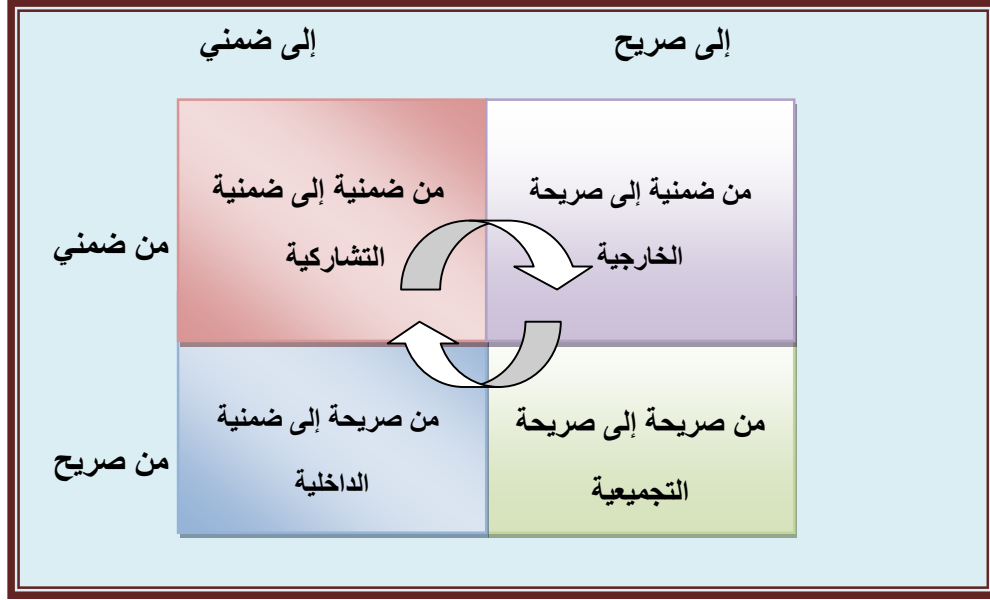 إلى صريح
إلى ضمني
من ضمنية إلى صريحة
الخارجية
من ضمنية إلى ضمنية
التشاركية
من ضمني
من صريحة إلى صريحة
التجميعية
من صريحة إلى ضمنية
الداخلية
من صريح